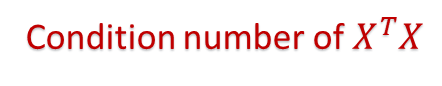 Condition number of $X^T X$